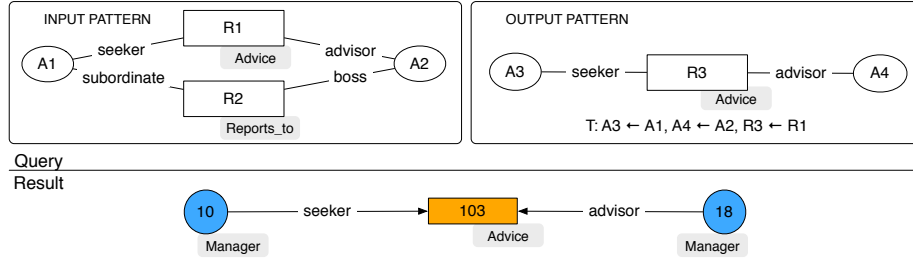 INPUT PATTERN
A1
seeker
R1
Advice
advisor
A2
subordinate
R2
Reports_to
boss
OUTPUT PATTERN
A3
seeker
R3
Advice
advisor
A4
T: A3 ← A1, A4 ← A2, R3 ← R1
Query
Result
10
Manager
seeker
103
Advice
advisor
18
Manager